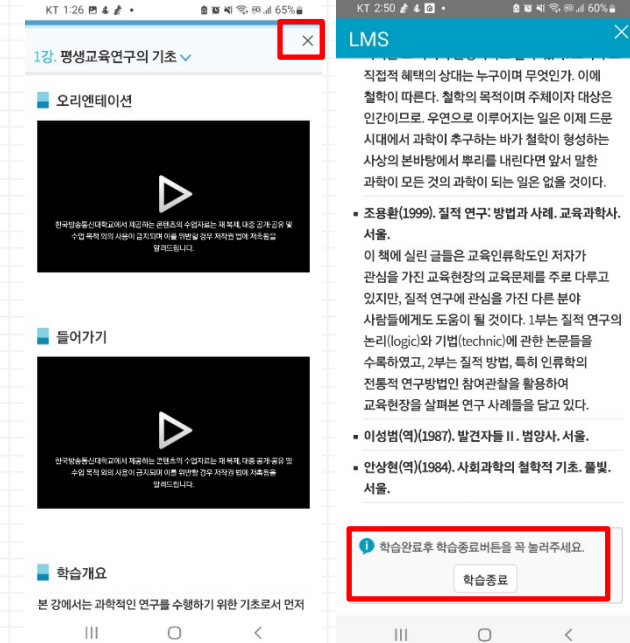 KT 1:26
65%
1강. 평생교육연구의 기초
오리엔테이션
한국방송통신대학교에서 제공하는 콘텐츠의 수업자료는 재 복제, 대중 공개·공유 및
수업 목적 외의 사용이 금지되며 이를 위반할 경우 저작권 법에 저촉됨을
알려드립니다.
들어가기
한국방송통신대학교에서 제공하는 콘텐츠의 수업자료는 재 복제, 대중 공개·공유 및
수업 목적 외의 사용이 금지되며 이를 위반할 경우 저작권 법에 저촉됨을
알려드립니다.
학습개요
본 강에서는 과학적인 연구를 수행하기 위한 기초로서 먼저
KT 2:50
60%
LMS
직접적 혜택의 상대는 누구이며 무엇인가. 이에
철학이 따른다. 철학의 목적이며 주체이자 대상은
인간이므로. 우연으로 이루어지는 일은 이제 드문
시대에서 과학이 추구하는 바가 철학이 형성하는
사상의 본바탕에서 뿌리를 내린다면 앞서 말한
과학이 모든 것의 과학이 되는 일은 없을 것이다.
조용환(1999). 질적 연구: 방법과 사례. 교육과학사.
서울.
이 책에 실린 글들은 교육인류학도인 저자가
관심을 가진 교육현장의 교육문제를 주로 다루고
있지만, 질적 연구에 관심을 가진 다른 분야
사람들에게도 도움이 될 것이다. 1부는 질적 연구의
논리(logic)와 기법(technic)에 관한 논문들을
수록하였고, 2부는 질적 방법, 특히 인류학의
전통적 연구방법인 참여관찰을 활용하여
교육현장을 살펴본 연구 사례들을 담고 있다.
이성범(역)(1987). 발견자들 II. 범양사. 서울.
안상현(역)(1984). 사회과학의 철학적 기초. 풀빛.
서울.
학습완료후 학습종료버튼을 꼭 눌러주세요.
학습종료